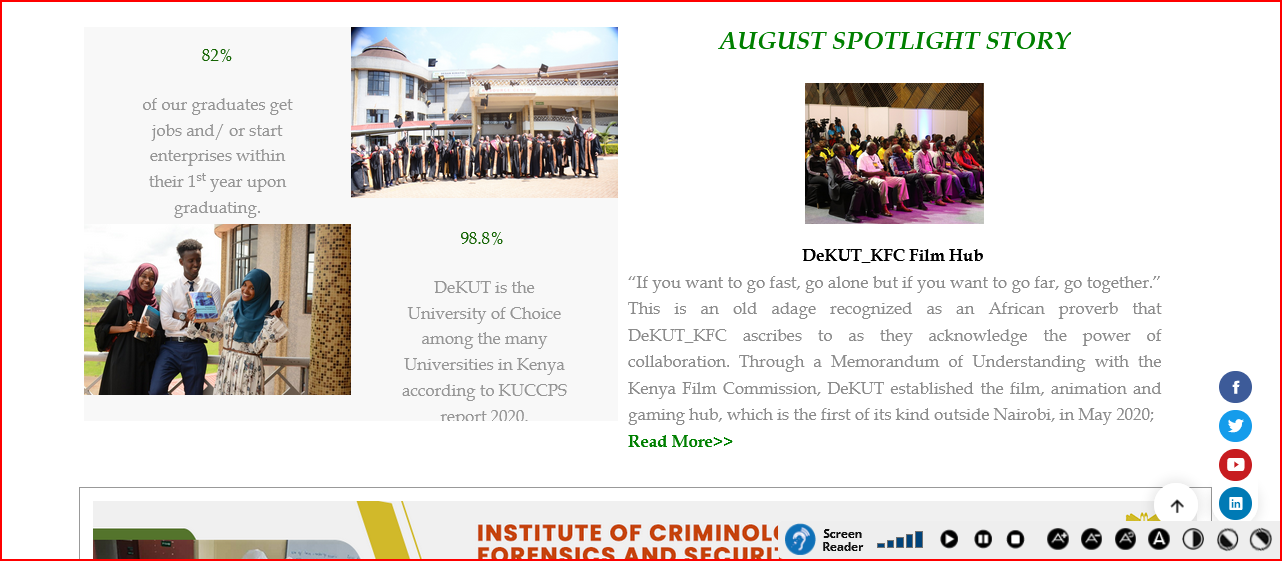 82%
of our graduates get
jobs and/ or start
enterprises within
their 1st year upon
graduating.
98.8%
DeKUT is the
University of Choice
among the many
Universities in Kenya
according to KUCCPS
report 2020.
AUGUST SPOTLIGHT STORY
DeKUT_KFC Film Hub
“If you want to go fast, go alone but if you want to go far, go together.”
This is an old adage recognized as an African proverb that
DeKUT_KFC ascribes to as they acknowledge the power of
collaboration. Through a Memorandum of Understanding with the
Kenya Film Commission, DeKUT established the film, animation and
gaming hub, which is the first of its kind outside Nairobi, in May 2020;
Read More>>
INSTITUTE OF CRIMINOLO
FORENSICS AND SECURI
Screen
Reader